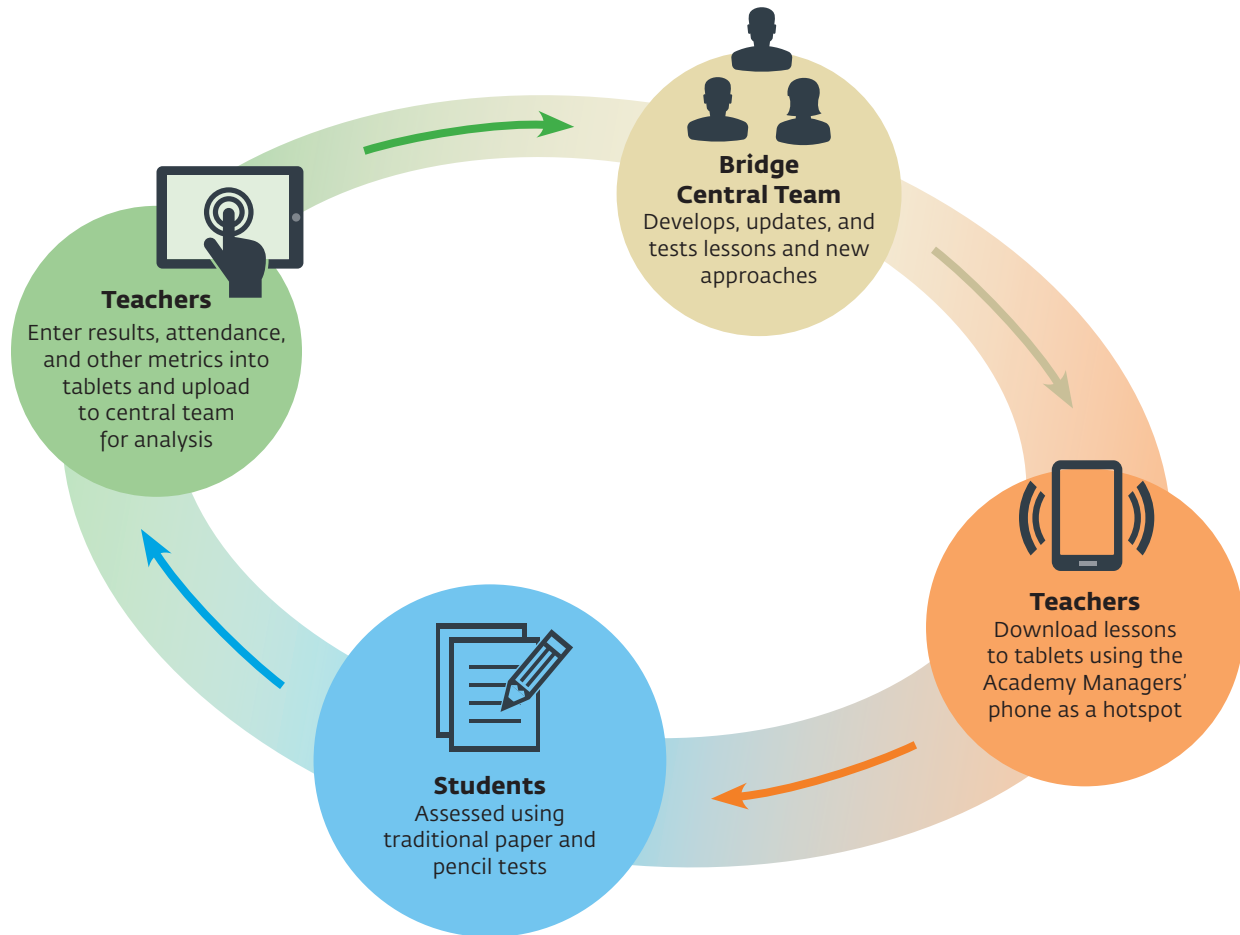 Bridge
Central Team
Develops, updates, and
tests lessons and new
approaches
Teachers
Download lessons
to tablets using the
Academy Managers’
phone as a hotspot
Students
Assessed using
traditional paper and
pencil tests
Teachers
Enter results, attendance,
and other metrics into
tablets and upload
to central team
for analysis